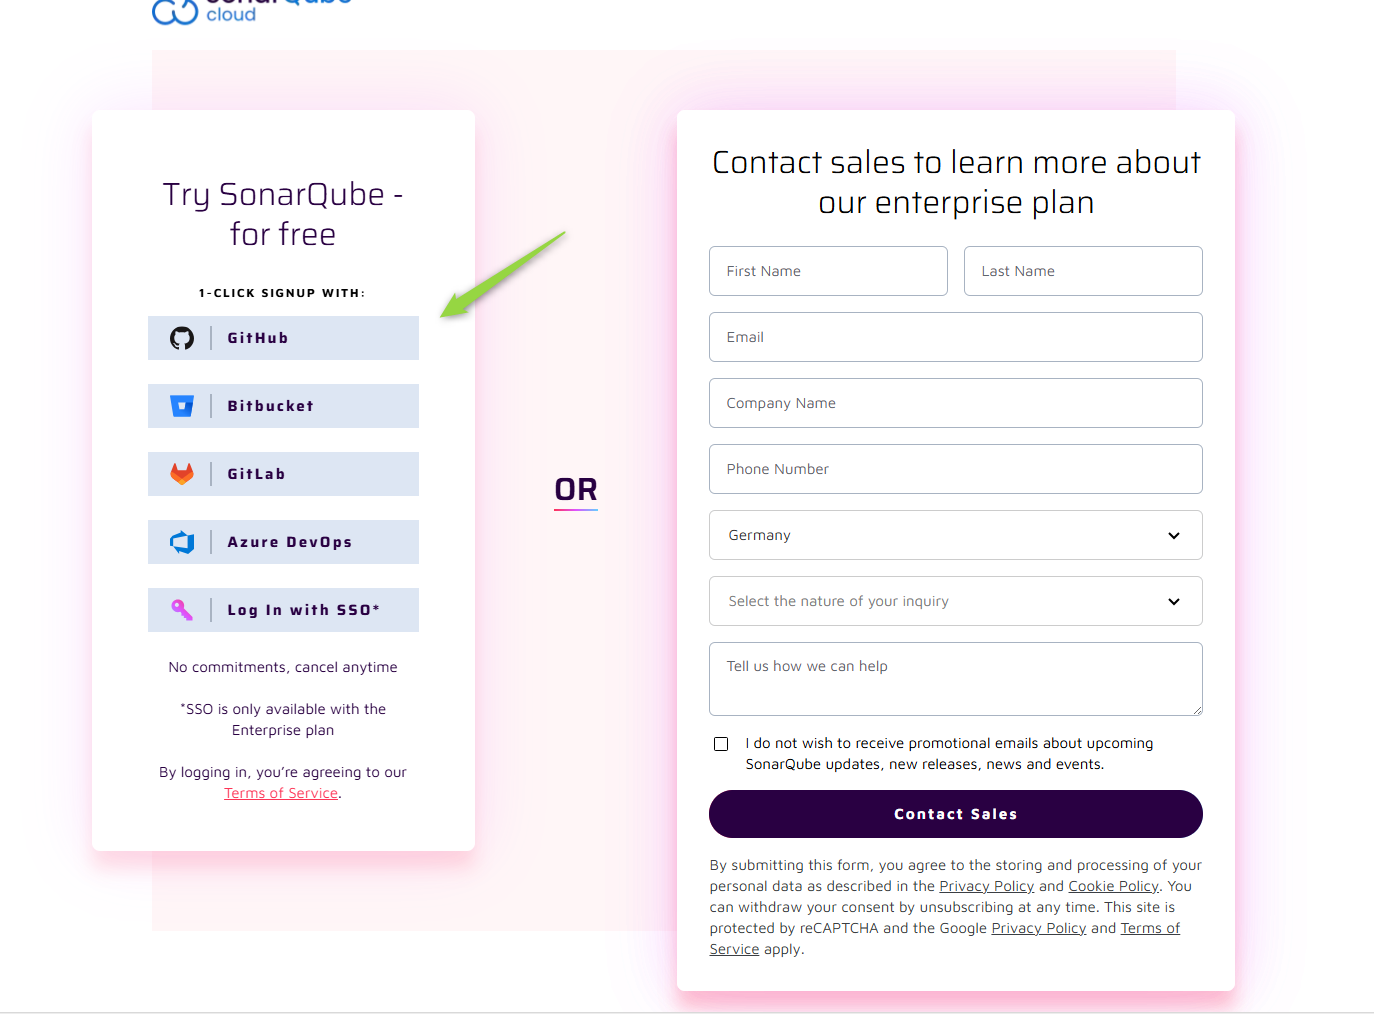 sonarQube
cloud
Try SonarQube -
for free
1-CLICK SIGNUP WITH:
GitHub
Bitbucket
GitLab
Azure DevOps
Log In with SSO*
No commitments, cancel anytime
*SSO is only available with the
Enterprise plan
By logging in, you’re agreeing to our
Terms of Service.
OR
Contact sales to learn more about
our enterprise plan
First Name
Last Name
Email
Company Name
Phone Number
Germany
Select the nature of your inquiry
Tell us how we can help
I do not wish to receive promotional emails about upcoming
SonarQube updates, new releases, news and events.
Contact Sales
By submitting this form, you agree to the storing and processing of your
personal data as described in the Privacy Policy and Cookie Policy. You
can withdraw your consent by unsubscribing at any time. This site is
protected by reCAPTCHA and the Google Privacy Policy and Terms of
Service apply.